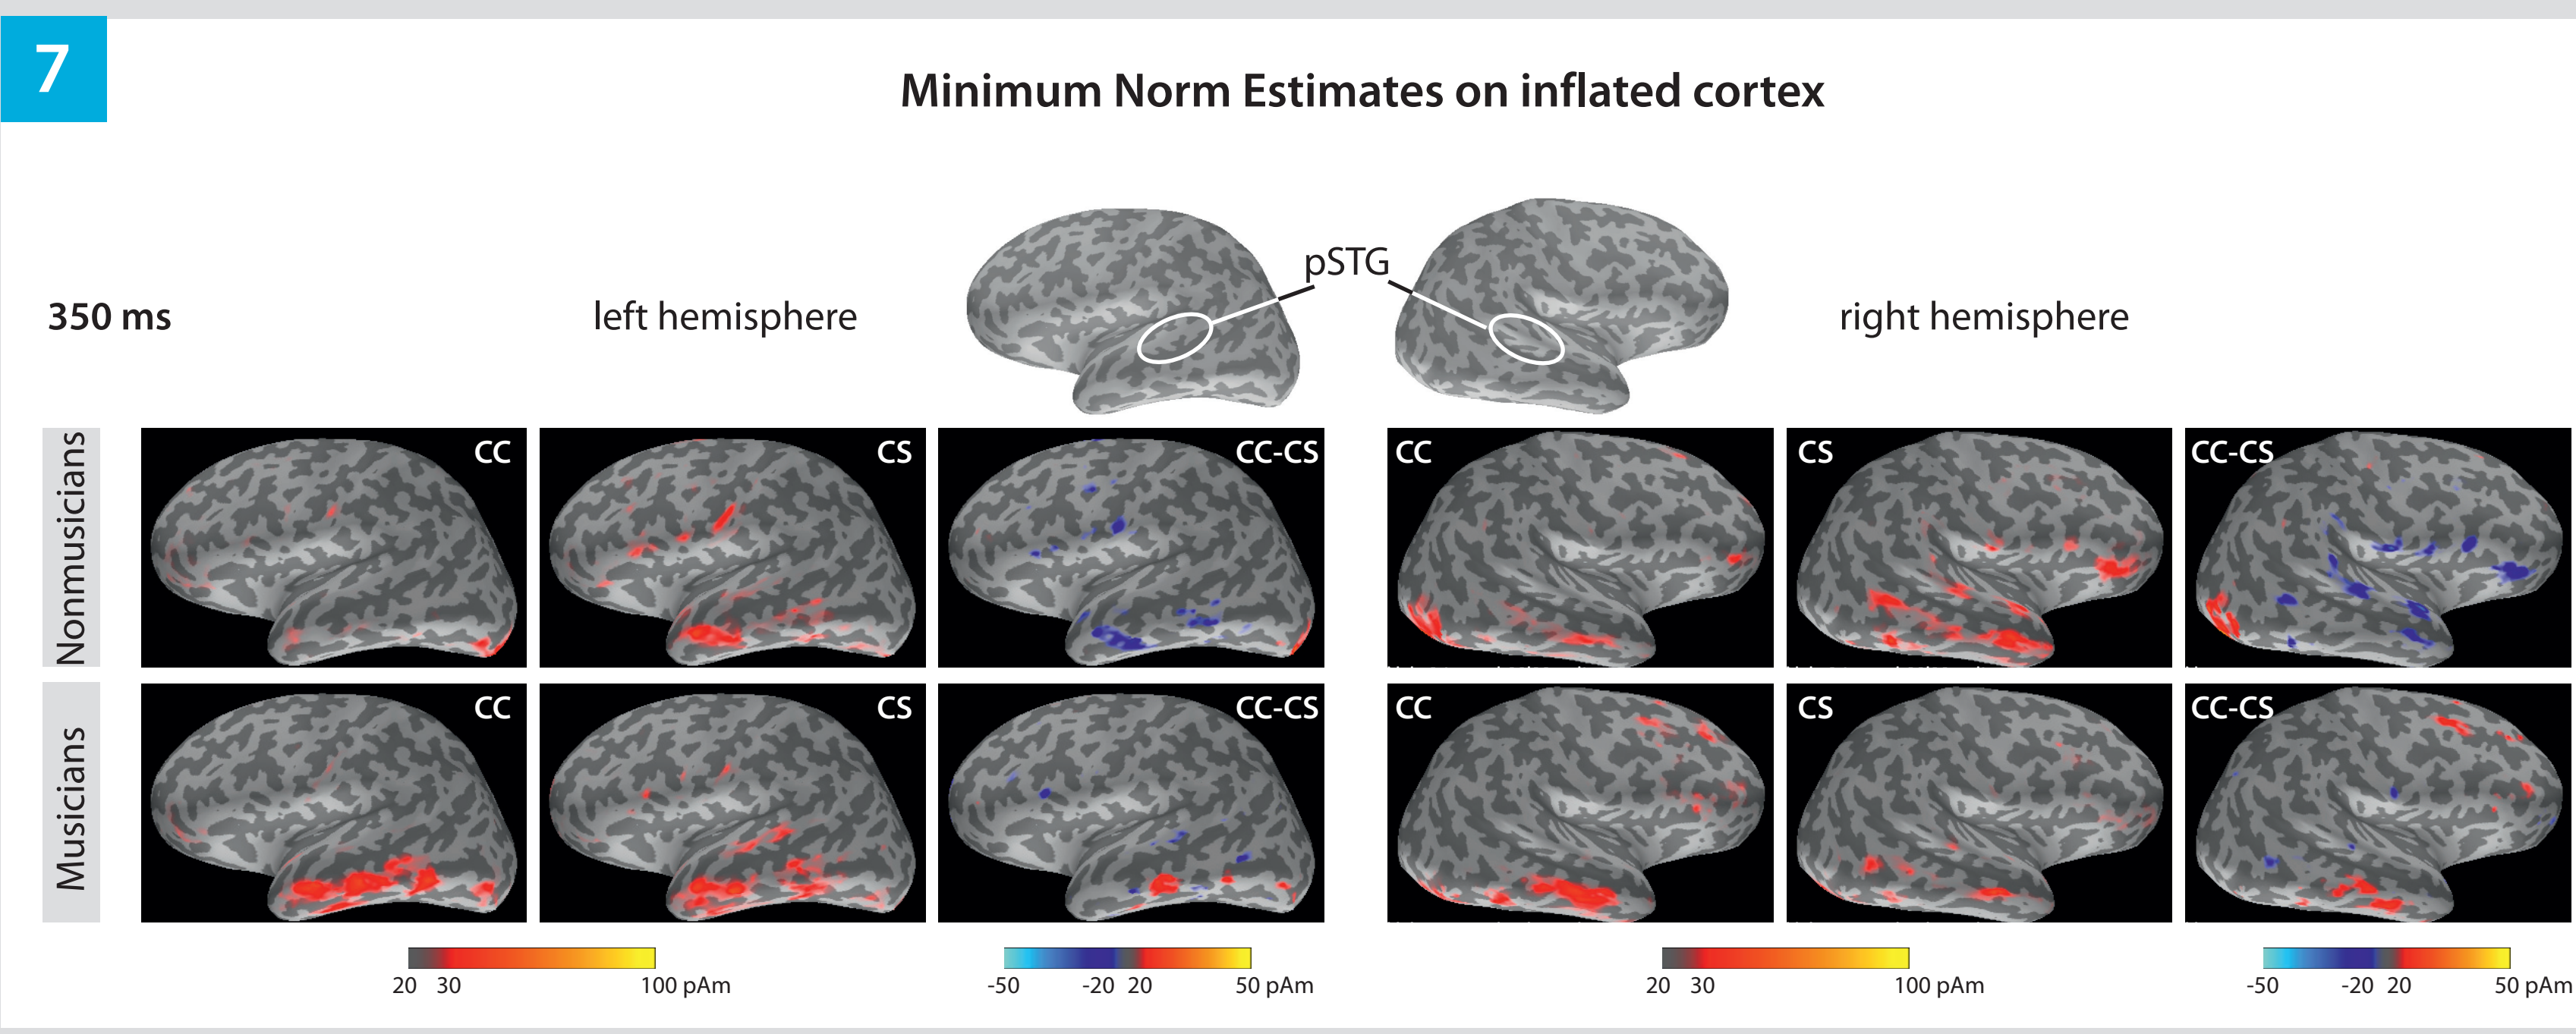 7
Minimum Norm Estimates on inflated cortex
pSTG
350 ms
left hemisphere
right hemisphere
Nonmusicians
CC
CS
CC-CS
CC
CS
CC-CS
Musicians
CC
CS
CC-CS
CC
CS
CC-CS
20 30 100 pAm
-50 -20 20 50 pAm
20 30 100 pAm
-50 -20 20 50 pAm